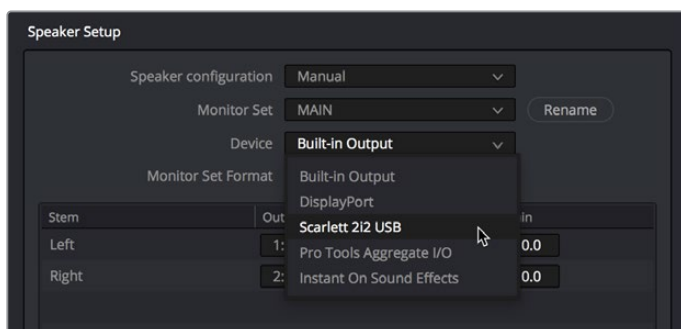 Speaker Setup
Speaker configuration Manual
Monitor Set MAIN Rename
Device Built-in Output
Monitor Set Format Built-in Output
DisplayPort
Stem Out in
Scarlett 2i2 USB
Left 1: 0.0
Pro Tools Aggregate I/O
Right 2: 0.0
Instant On Sound Effects